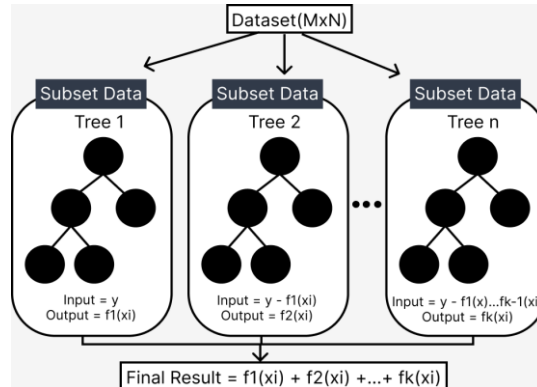 Dataset(MxN)
Subset Data
Tree 1
Input = y
Output = f1(xi)
Subset Data
Tree 2
Input = y - f1(xi)
Output = f2(xi)
Subset Data
Tree n
Input = y - f1(x)...fk-1(xi)
Output = fk(xi)
Final Result = f1(xi) + f2(xi) +...+ fk(xi)